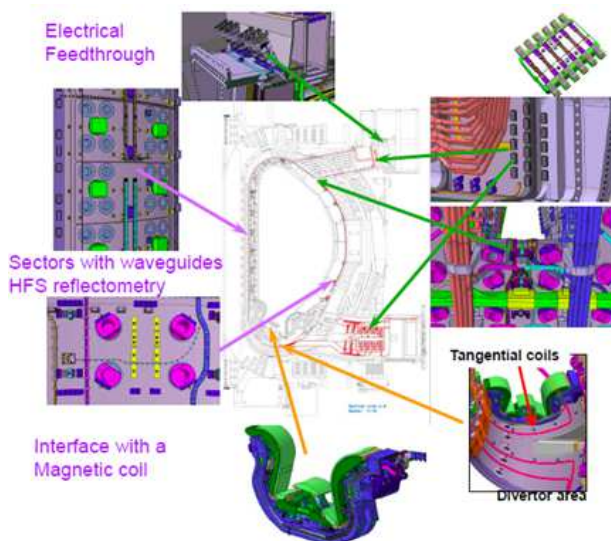 Electrical
Feedthrough
Sectors with waveguides
HFS reflectometry
Tangential coils
Interface with a
Magnetic coil
Divertor area